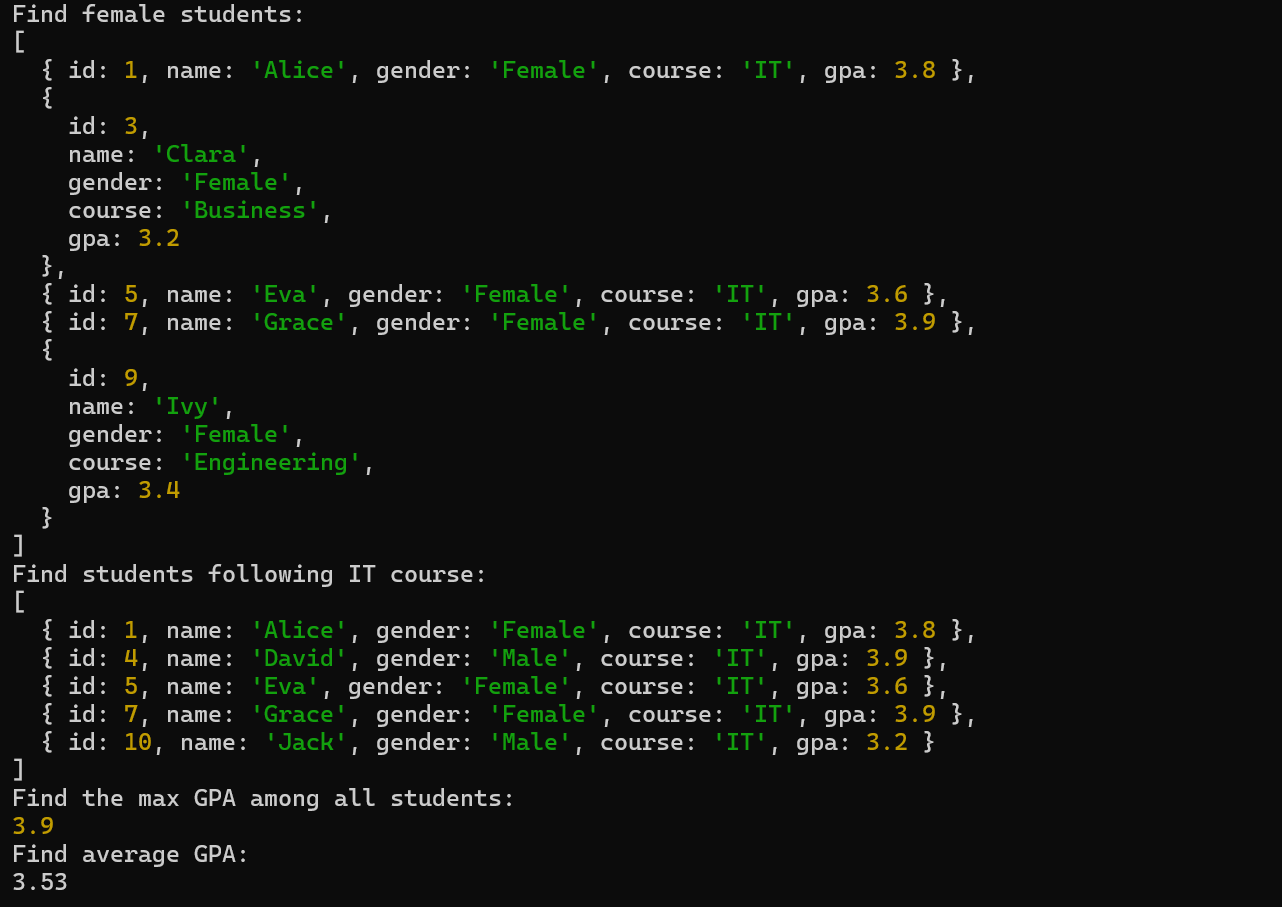 Find female students:
[
  { id: 1, name: 'Alice', gender: 'Female', course: 'IT', gpa: 3.8 },
  {
    id: 3,
    name: 'Clara',
    gender: 'Female',
    course: 'Business',
    gpa: 3.2
  },
  { id: 5, name: 'Eva', gender: 'Female', course: 'IT', gpa: 3.6 },
  { id: 7, name: 'Grace', gender: 'Female', course: 'IT', gpa: 3.9 },
  {
    id: 9,
    name: 'Ivy',
    gender: 'Female',
    course: 'Engineering',
    gpa: 3.4
  }
]
Find students following IT course:
[
  { id: 1, name: 'Alice', gender: 'Female', course: 'IT', gpa: 3.8 },
  { id: 4, name: 'David', gender: 'Male', course: 'IT', gpa: 3.9 },
  { id: 5, name: 'Eva', gender: 'Female', course: 'IT', gpa: 3.6 },
  { id: 7, name: 'Grace', gender: 'Female', course: 'IT', gpa: 3.9 },
  { id: 10, name: 'Jack', gender: 'Male', course: 'IT', gpa: 3.2 }
]
Find the max GPA among all students:
3.9
Find average GPA:
3.53